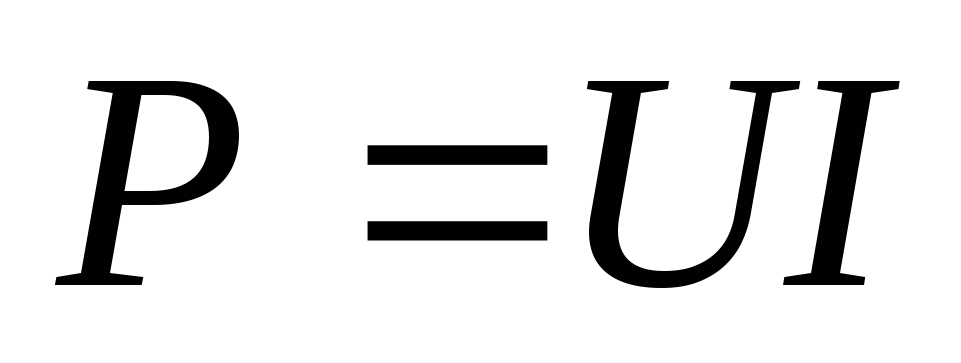 P = UI